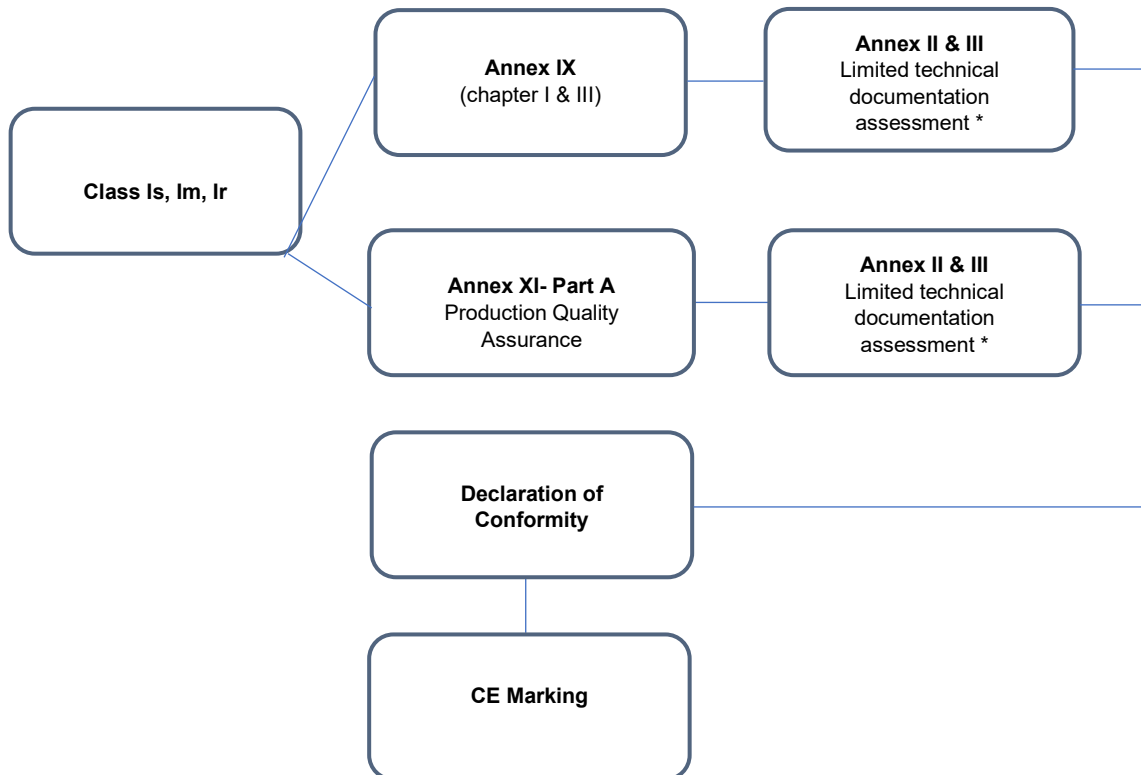 Annex IX
(chapter I & III)
Annex II & III
Limited technical
documentation
assessment *
Class Is, Im, Ir
Annex XI- Part A
Production Quality
Assurance
Annex II & III
Limited technical
documentation
assessment *
Declaration of
Conformity
CE Marking